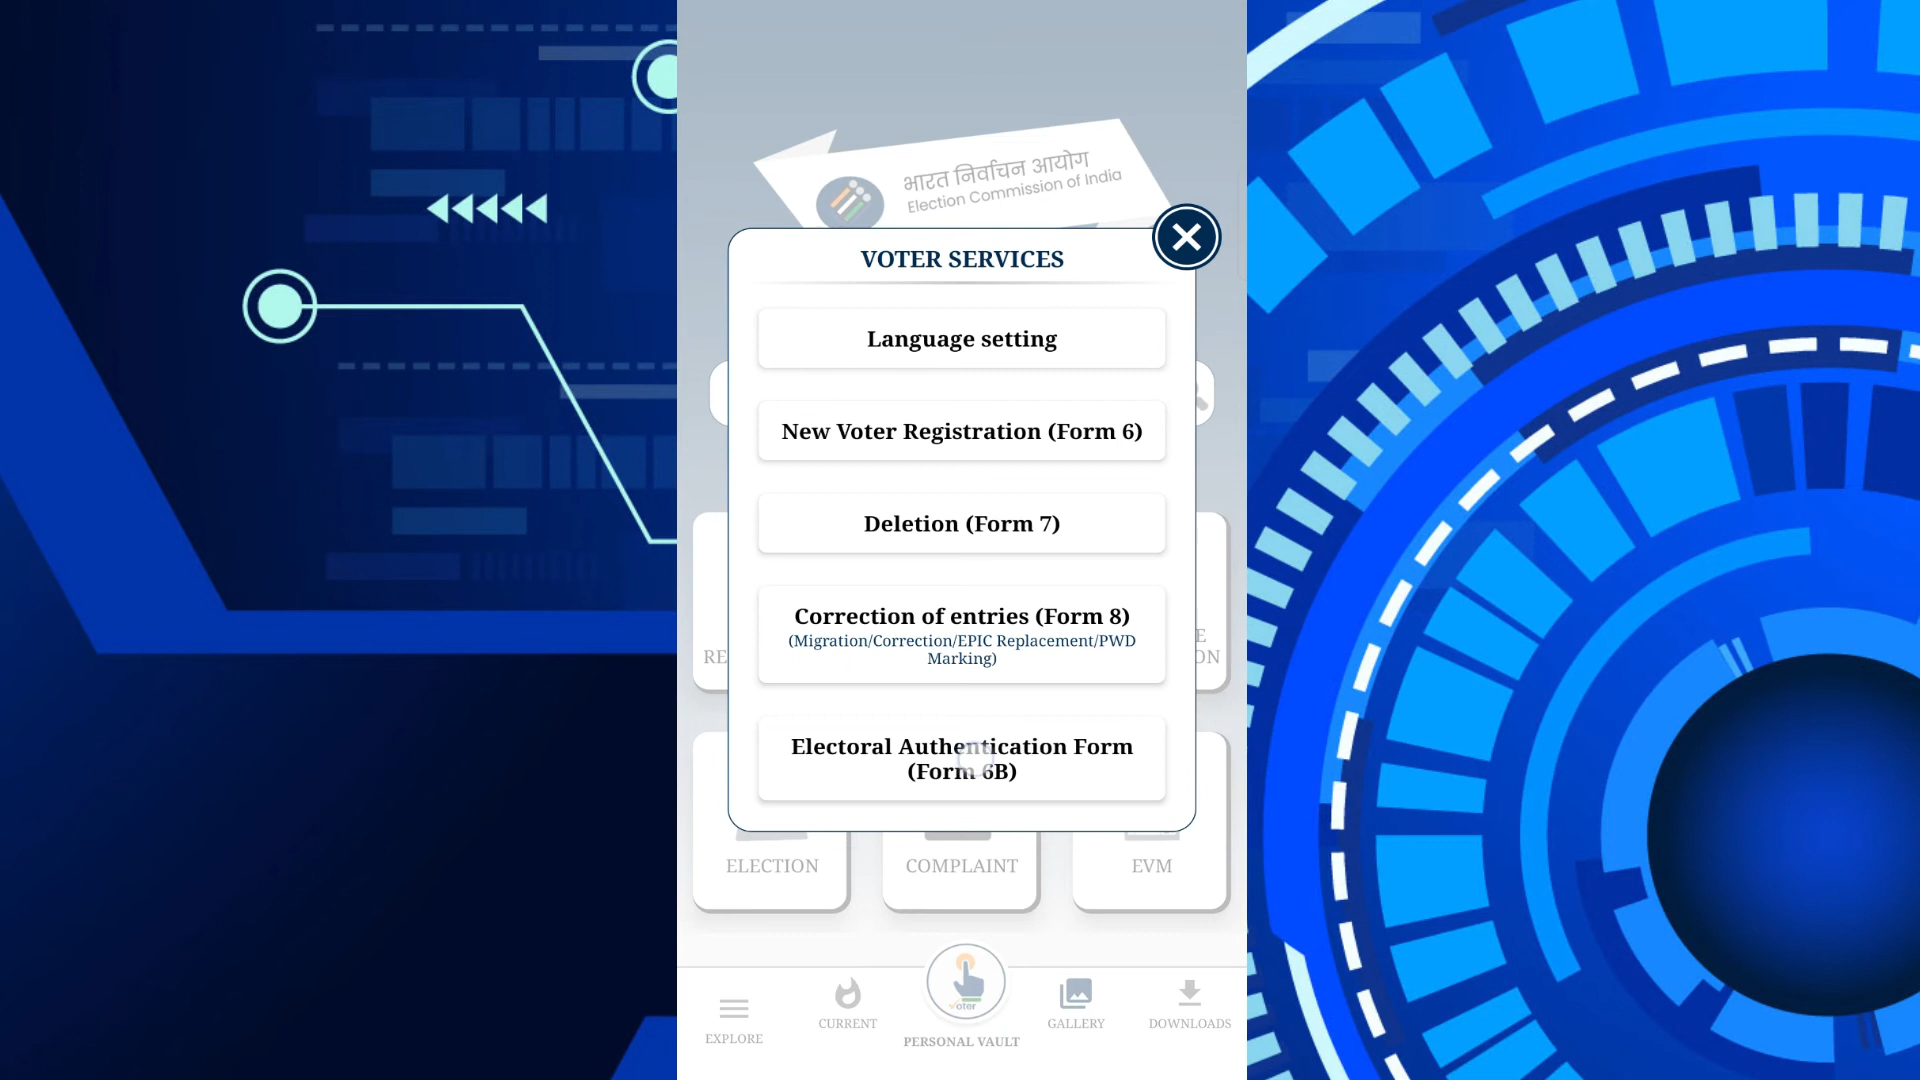 भारत निर्वाचन आयोग
Election Commission of India
VOTER SERVICES
Language setting
New Voter Registration (Form 6)
Deletion (Form 7)
Correction of entries (Form 8)
(Migration/Correction/EPIC Replacement/PWD
Marking)
E
RE
ON
Electoral Authentication Form
(Form 6B)
ELECTION
COMPLAINT
EVM
oter
EXPLORE
CURRENT
PERSONAL VAULT
GALLERY
DOWNLOADS